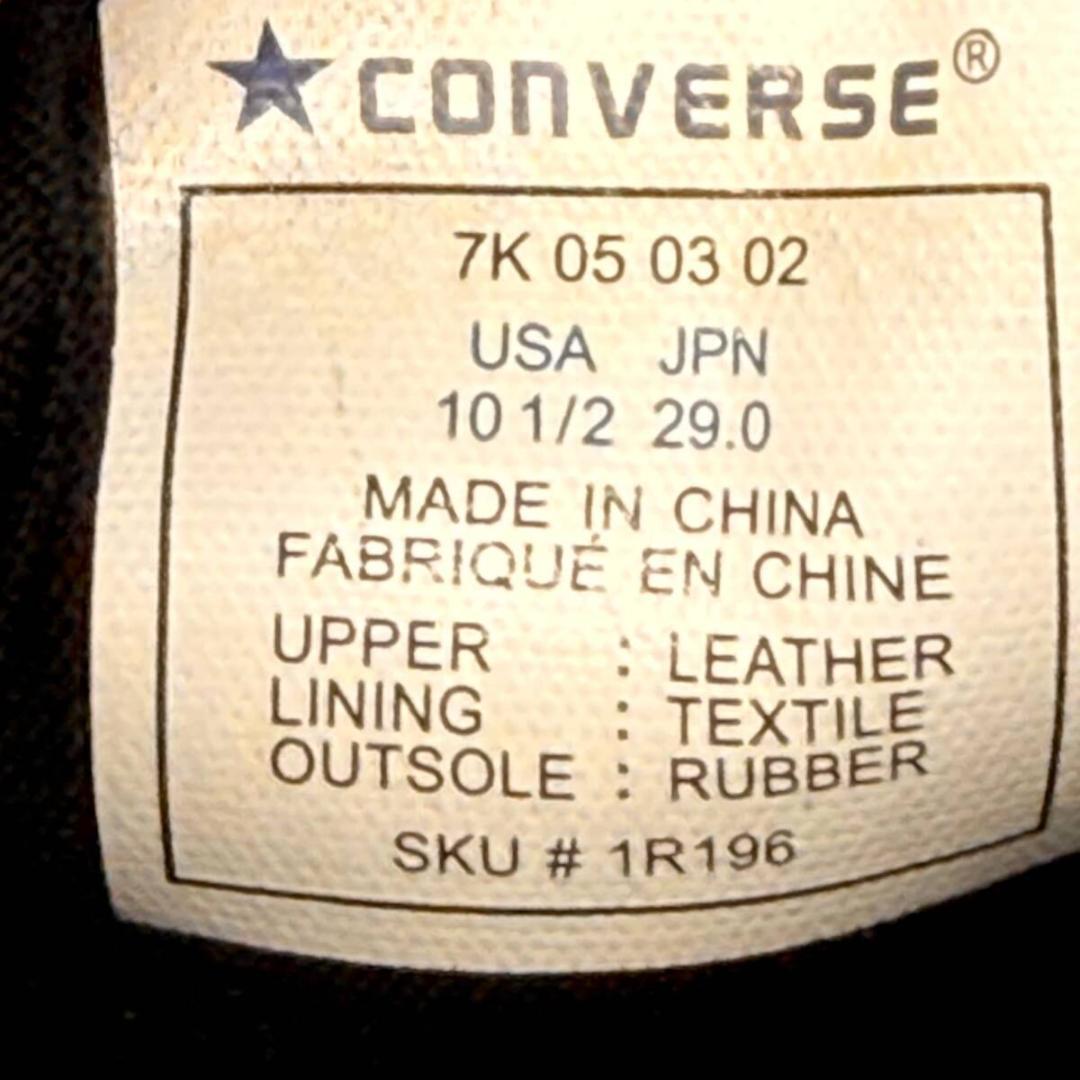 CONVERSE®
7K 05 03 02
USA JPN
10 1/2 29.0
MADE IN CHINA
FABRIQUÉ EN CHINE
UPPER : LEATHER
LINING : TEXTILE
OUTSOLE : RUBBER
SKU # 1R196